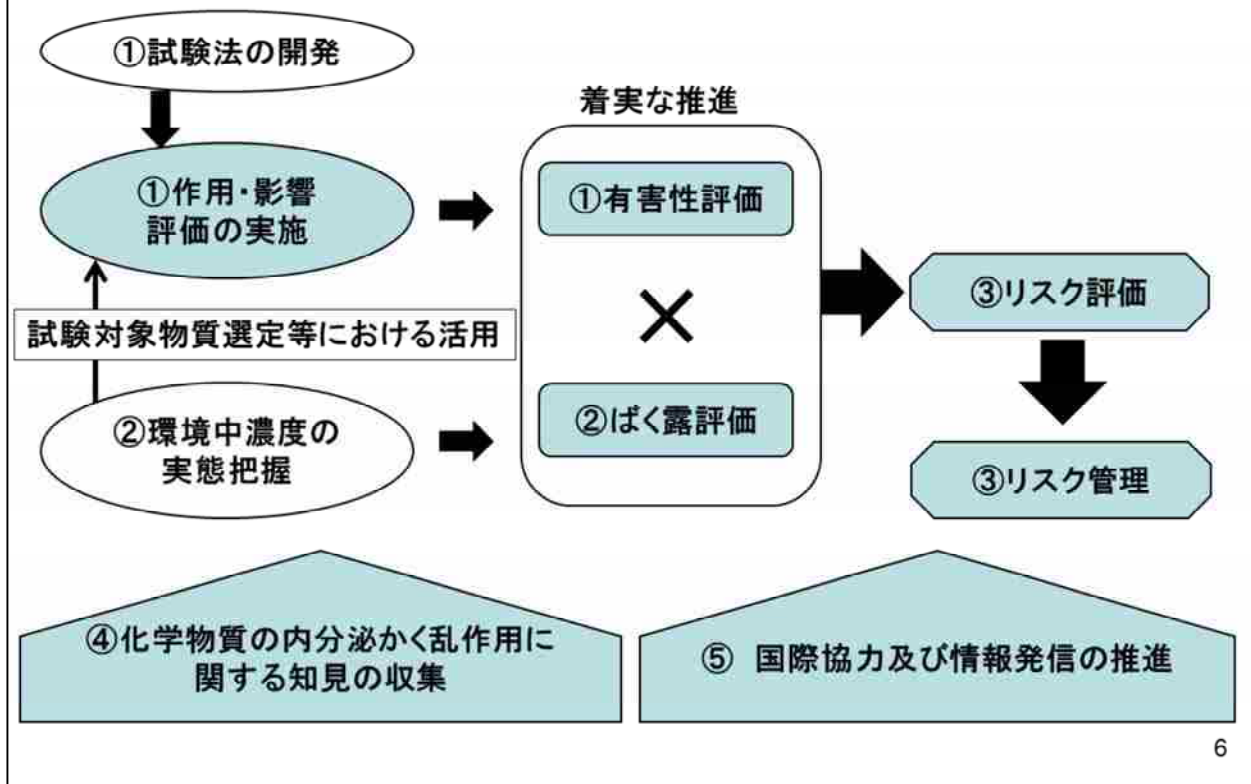 ①試験法の開発
①作用・影響
評価の実施
試験対象物質選定等における活用
②環境中濃度の
実態把握
着実な推進
①有害性評価
×
②ばく露評価
③リスク評価
③リスク管理
④化学物質の内分泌かく乱作用に
関する知見の収集
⑤ 国際協力及び情報発信の推進
6